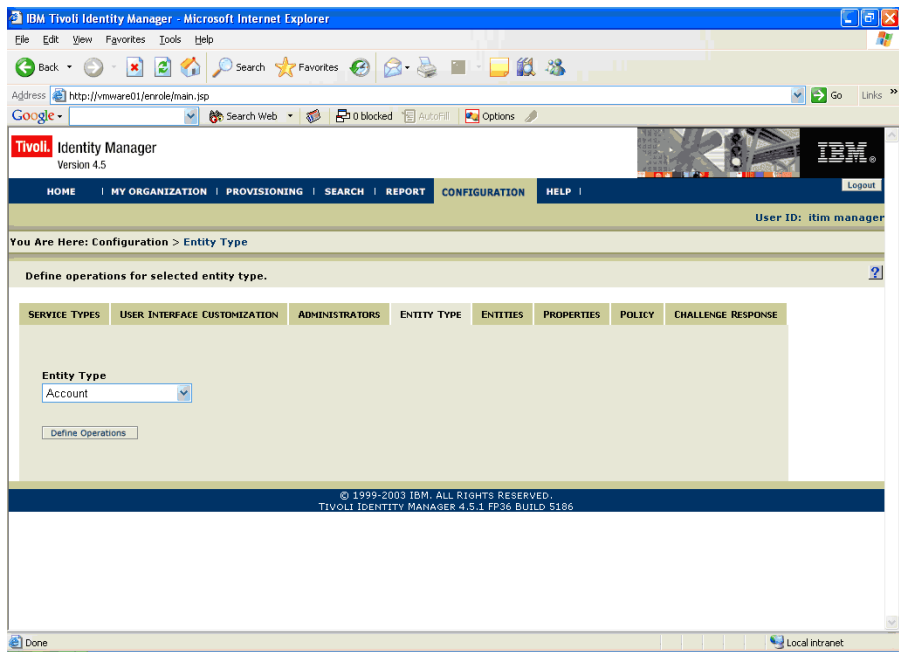 IBM Tivoli Identity Manager - Microsoft Internet Explorer
File Edit View Favorites Tools Help
Back Search Favorites
Address http://vmware01/enrole/main.jsp Go Links »
Google Search Web 0 blocked AutoFill Options
Tivoli. Identity Manager IBM®
Version 4.5
HOME | MY ORGANIZATION | PROVISIONING | SEARCH | REPORT CONFIGURATION HELP | Logout
User ID: itim manager
You Are Here: Configuration > Entity Type
Define operations for selected entity type. ?
SERVICE TYPES USER INTERFACE CUSTOMIZATION ADMINISTRATORS ENTITY TYPE ENTITIES PROPERTIES POLICY CHALLENGE RESPONSE
Entity Type
Account
Define Operations
© 1999-2003 IBM. ALL RIGHTS RESERVED.
TIVOLI IDENTITY MANAGER 4.5.1 FP36 BUILD 5186
Done Local intranet